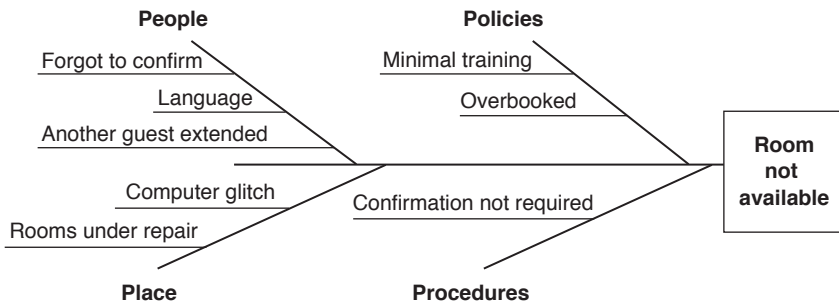 People
Policies
Forgot to confirm
Minimal training
Language
Overbooked
Another guest extended
Room
not
available
Computer glitch
Confirmation not required
Rooms under repair
Place
Procedures